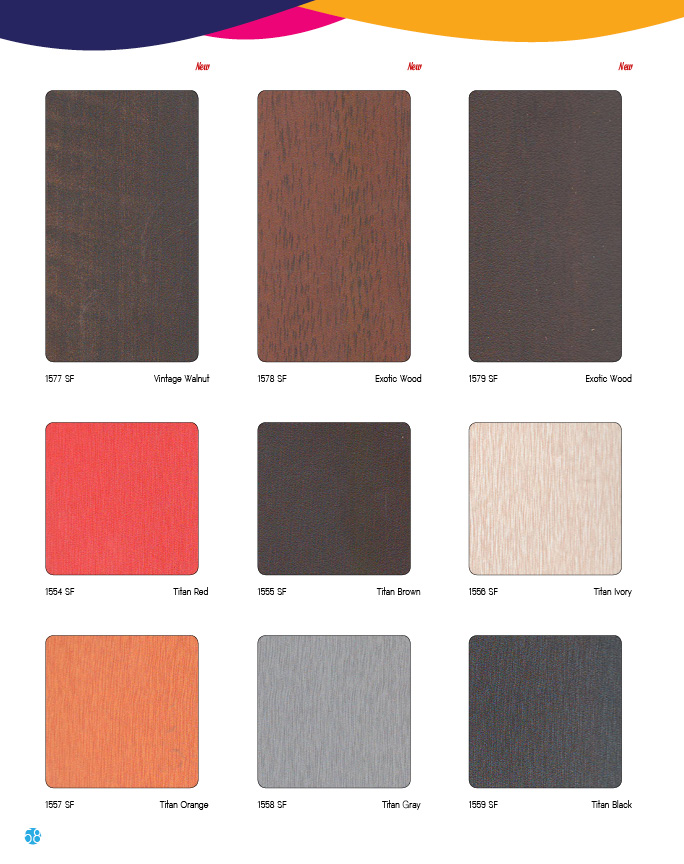 New New New
1577 SF Vintage Walnut 1578 SF Exotic Wood 1579 SF Exotic Wood
1554 SF Titan Red 1555 SF Titan Brown 1556 SF Titan Ivory
1557 SF Titan Orange 1558 SF Titan Gray 1559 SF Titan Black
58